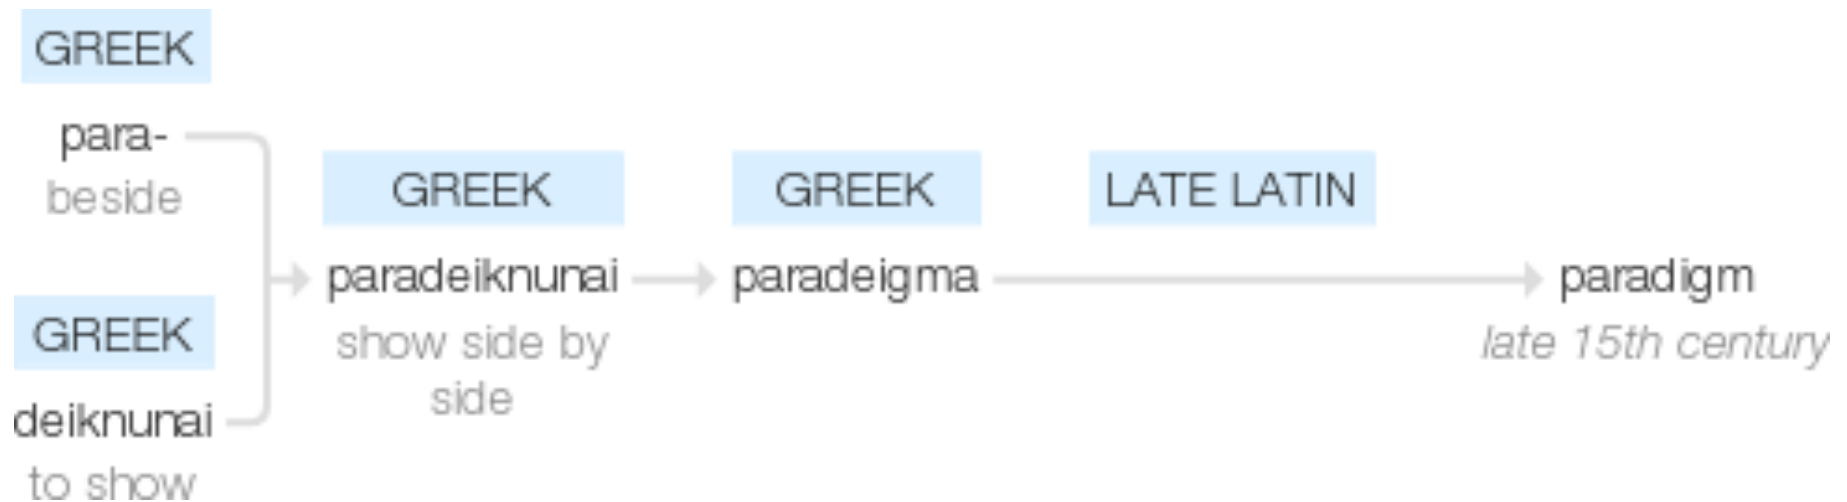 GREEK
para-
beside
GREEK
deiknunai
to show
GREEK
paradeiknunai
show side by
side
GREEK
paradeigma
LATE LATIN
paradigm
late 15th century